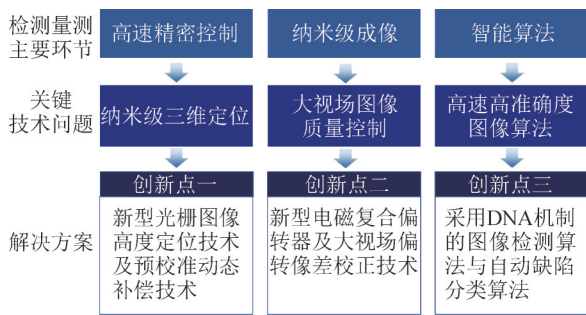 检测量测
主要环节
高速精密控制
纳米级成像
智能算法
关键
技术问题
纳米级三维定位
大视场图像
质量控制
高速高准确度
图像算法
解决方案
创新点一
新型光栅图像
高度定位技术
及预校准动态
补偿技术
创新点二
新型电磁复合偏
转器及大视场偏
转像差校正技术
创新点三
采用DNA机制
的图像检测算
法与自动缺陷
分类算法